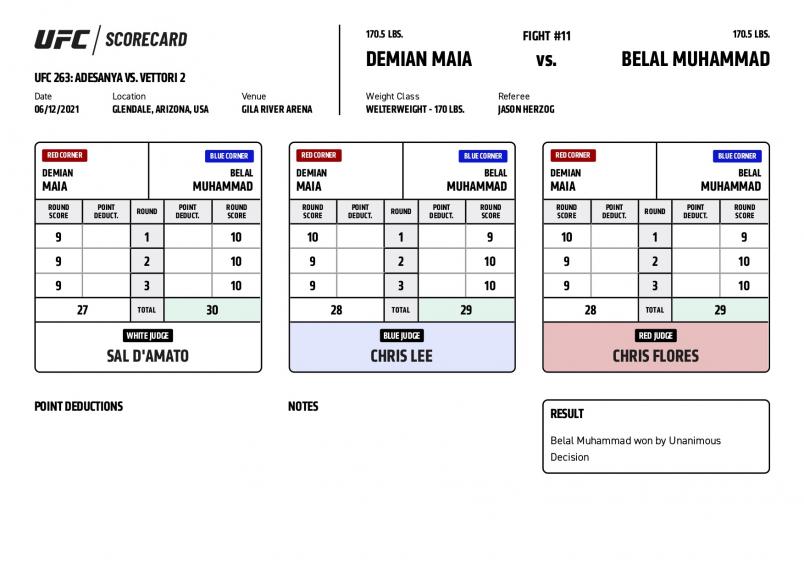 UFC / SCORECARD
UFC 263: ADESANYA VS. VETTORI 2
Date Location Venue
06/12/2021 GLENDALE, ARIZONA, USA GILA RIVER ARENA
170.5 LBS. FIGHT #11 170.5 LBS.
DEMIAN MAIA VS. BELAL MUHAMMAD
Weight Class Referee
WELTERWEIGHT - 170 LBS. JASON HERZOG
RED CORNER BLUE CORNER
DEMIAN BELAL
MAIA MUHAMMAD
ROUND SCORE POINT DEDUCT. ROUND POINT DEDUCT. ROUND SCORE
9 1 10
9 2 10
9 3 10
27 TOTAL 30
WHITE JUDGE
SAL D'AMATO
RED CORNER BLUE CORNER
DEMIAN BELAL
MAIA MUHAMMAD
ROUND SCORE POINT DEDUCT. ROUND POINT DEDUCT. ROUND SCORE
10 1 9
9 2 10
9 3 10
28 TOTAL 29
BLUE JUDGE
CHRIS LEE
RED CORNER BLUE CORNER
DEMIAN BELAL
MAIA MUHAMMAD
ROUND SCORE POINT DEDUCT. ROUND POINT DEDUCT. ROUND SCORE
10 1 9
9 2 10
9 3 10
28 TOTAL 29
RED JUDGE
CHRIS FLORES
POINT DEDUCTIONS
NOTES
RESULT
Belal Muhammad won by Unanimous
Decision